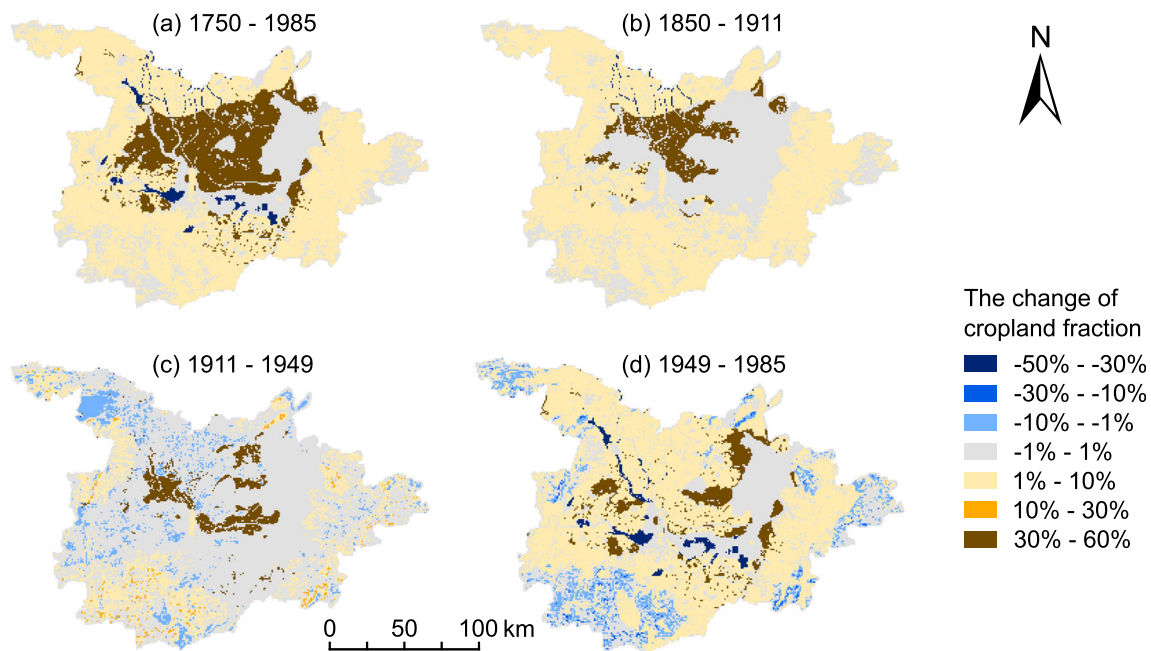 (a) 1750 - 1985
(b) 1850 - 1911
N
The change of
cropland fraction
-50% - -30%
-30% - -10%
-10% - -1%
-1% - 1%
1% - 10%
10% - 30%
30% - 60%
(c) 1911 - 1949
(d) 1949 - 1985
0 50 100 km